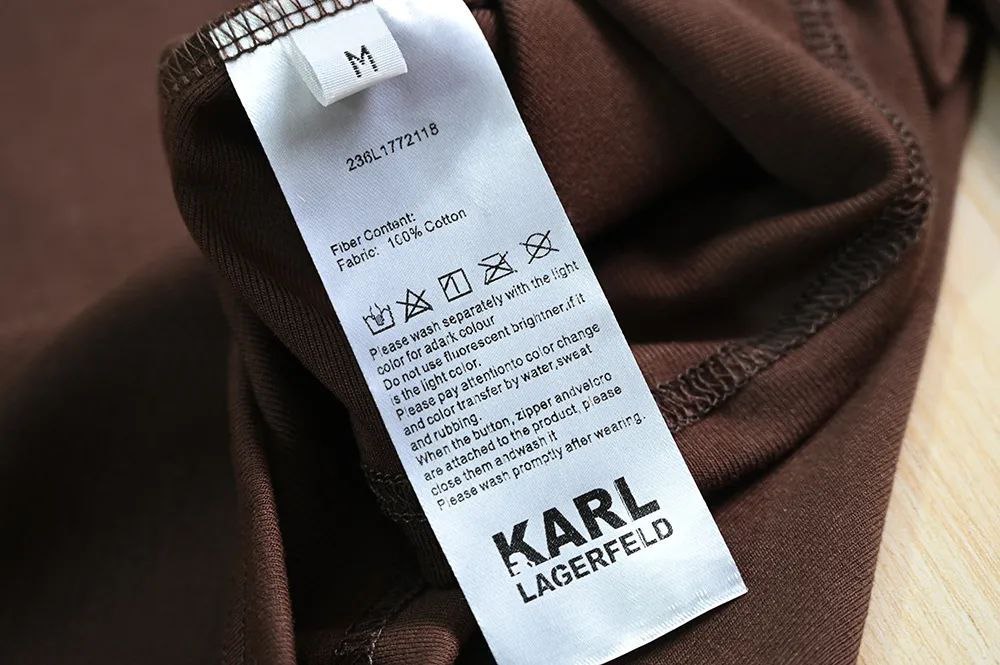 M
236L1772118
Fiber Content:
Fabric: 100% Cotton
Please wash separately with the light
color for adark colour
Do not use fluorescent brightner,if it
is the light color.
Please pay attentionto color change
and color transfer by water,sweat
and rubbing.
When the button, zipper andvelcro
are attached to the product, please
close them andwash it
Please wash promptly after wearing.
KARL
LAGERFELD